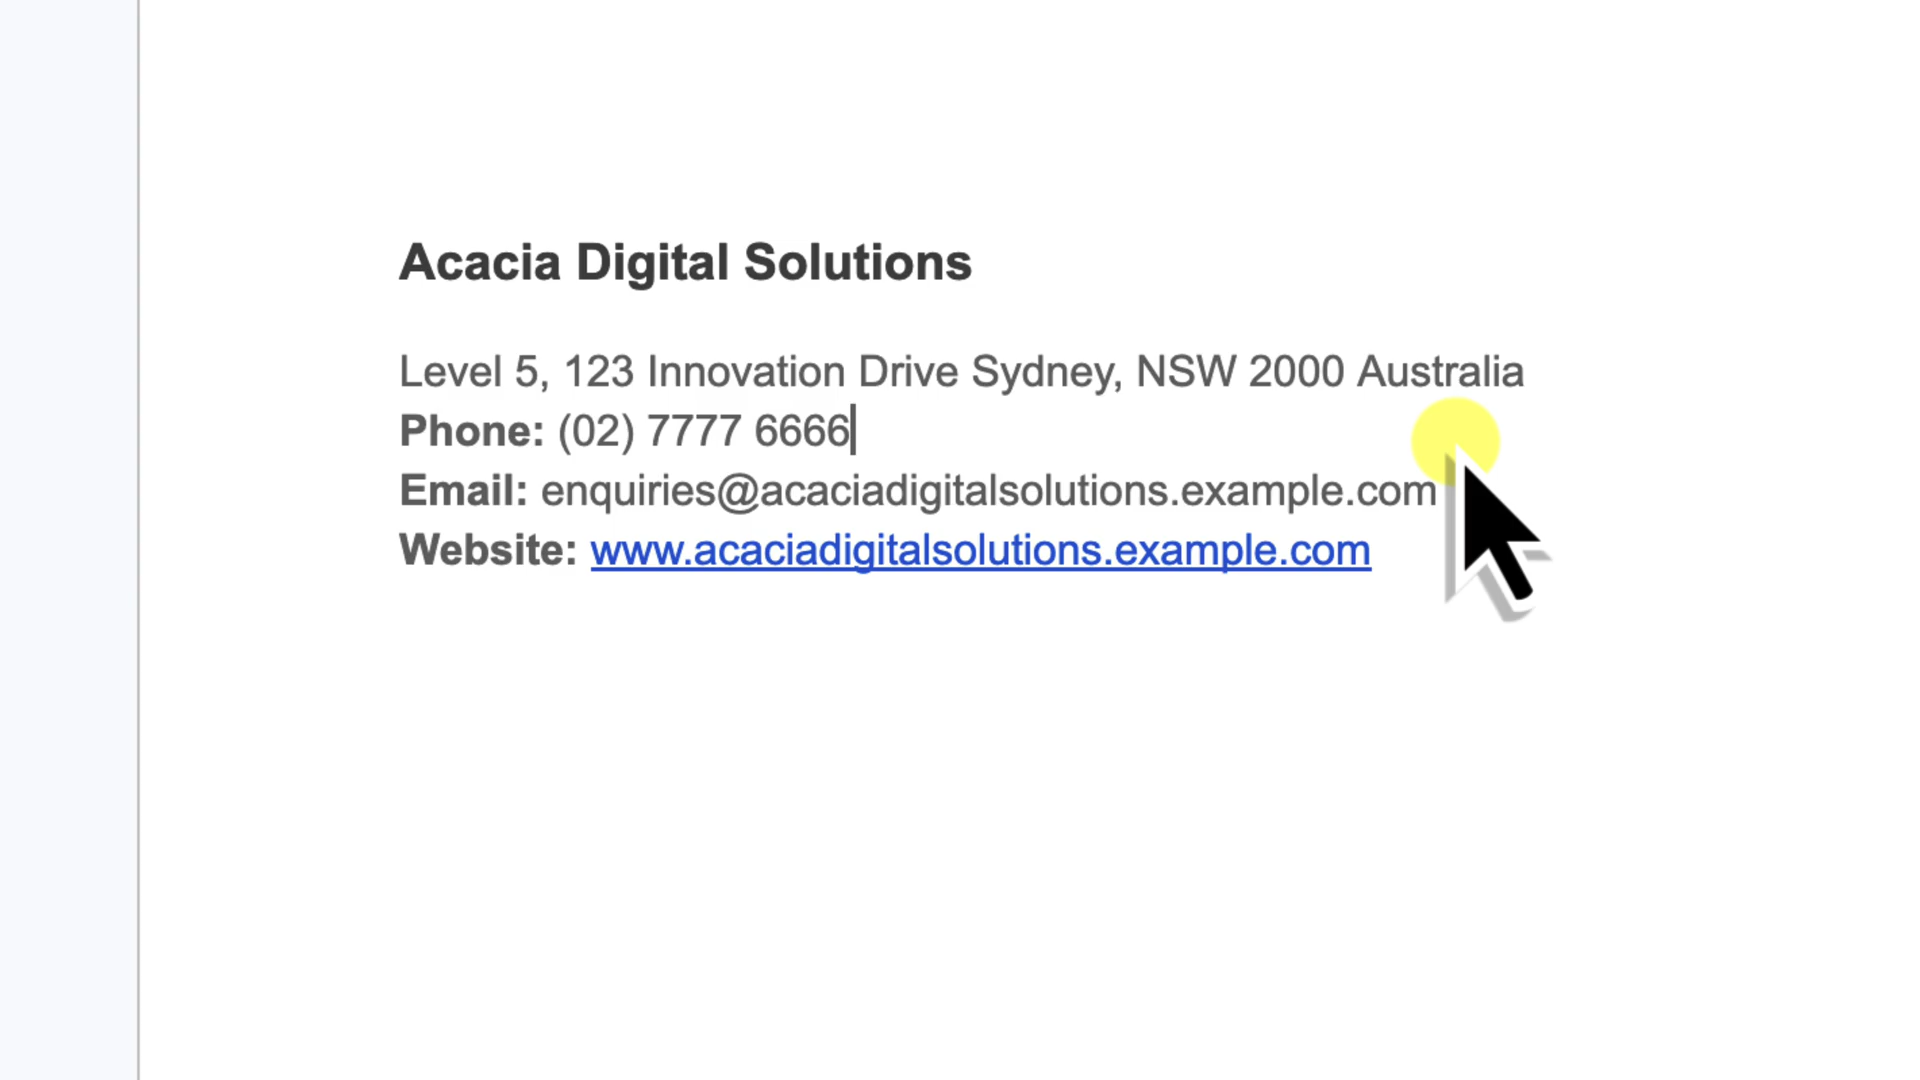 Acacia Digital Solutions
Level 5, 123 Innovation Drive Sydney, NSW 2000 Australia
Phone: (02) 7777 6666
Email: enquiries@acaciadigitalsolutions.example.com
Website: www.acaciadigitalsolutions.example.com